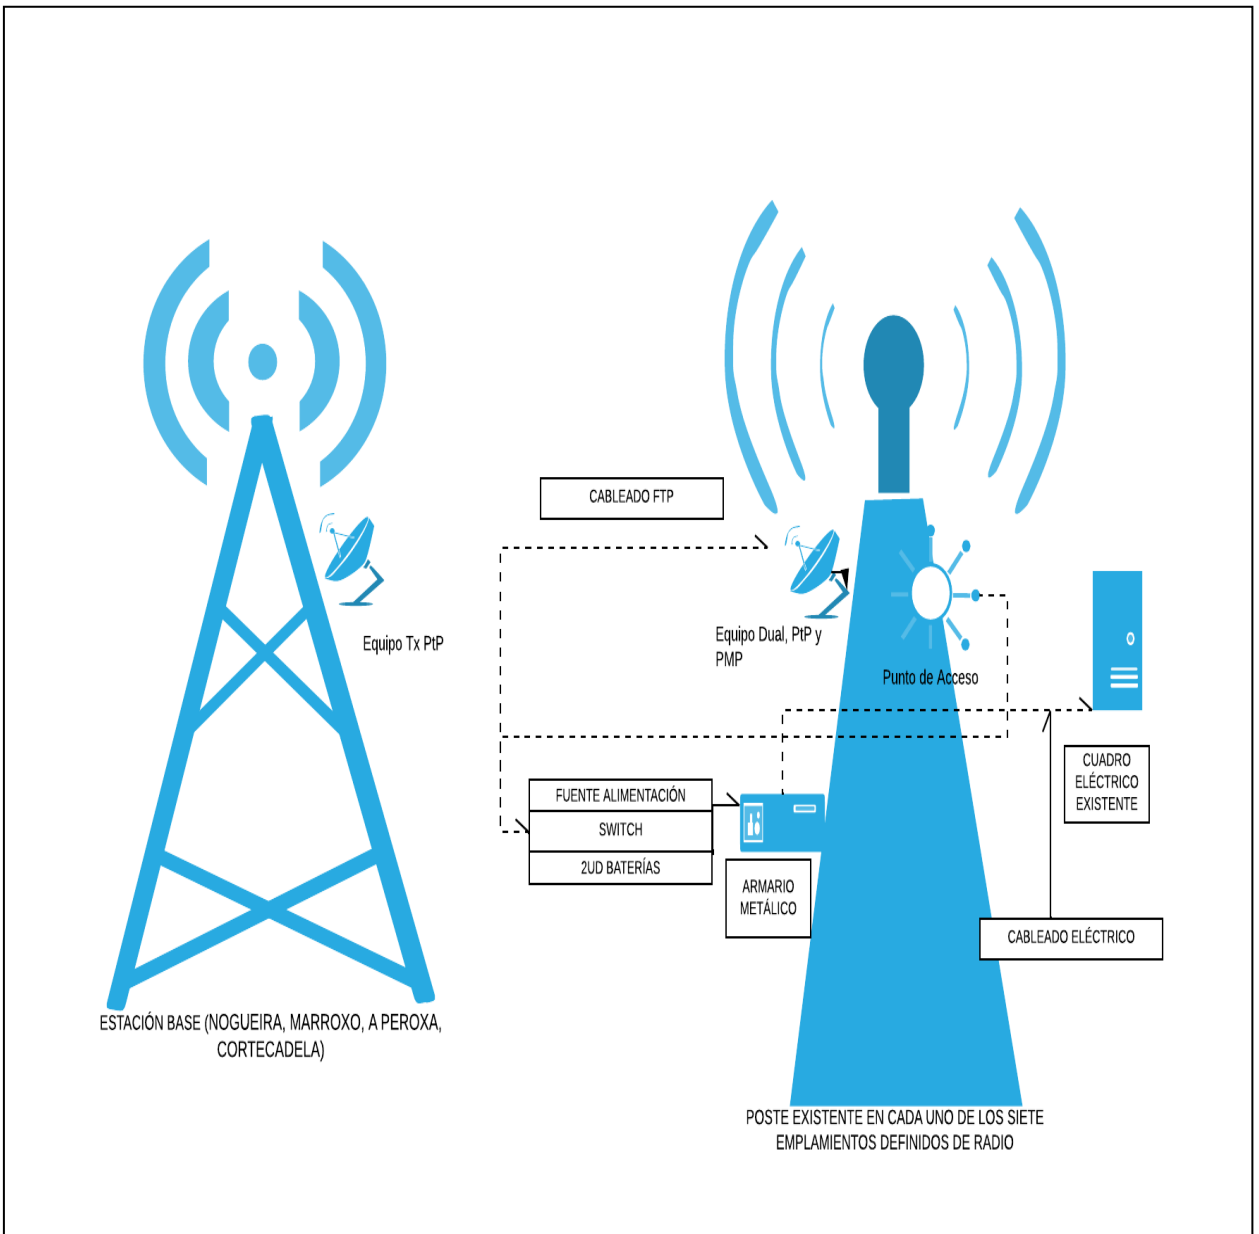 CABLEADO FTP
Equipo Tx PtP
Equipo Dual, PtP y
PMP
Punto de Acceso
CUADRO
ELÉCTRICO
EXISTENTE
FUENTE ALIMENTACIÓN
SWITCH
2UD BATERÍAS
ARMARIO
METÁLICO
CABLEADO ELÉCTRICO
ESTACIÓN BASE (NOGUEIRA, MARROXO, A PEROXA,
CORTECADELA)
POSTE EXISTENTE EN CADA UNO DE LOS SIETE
EMPLAMIENTOS DEFINIDOS DE RADIO